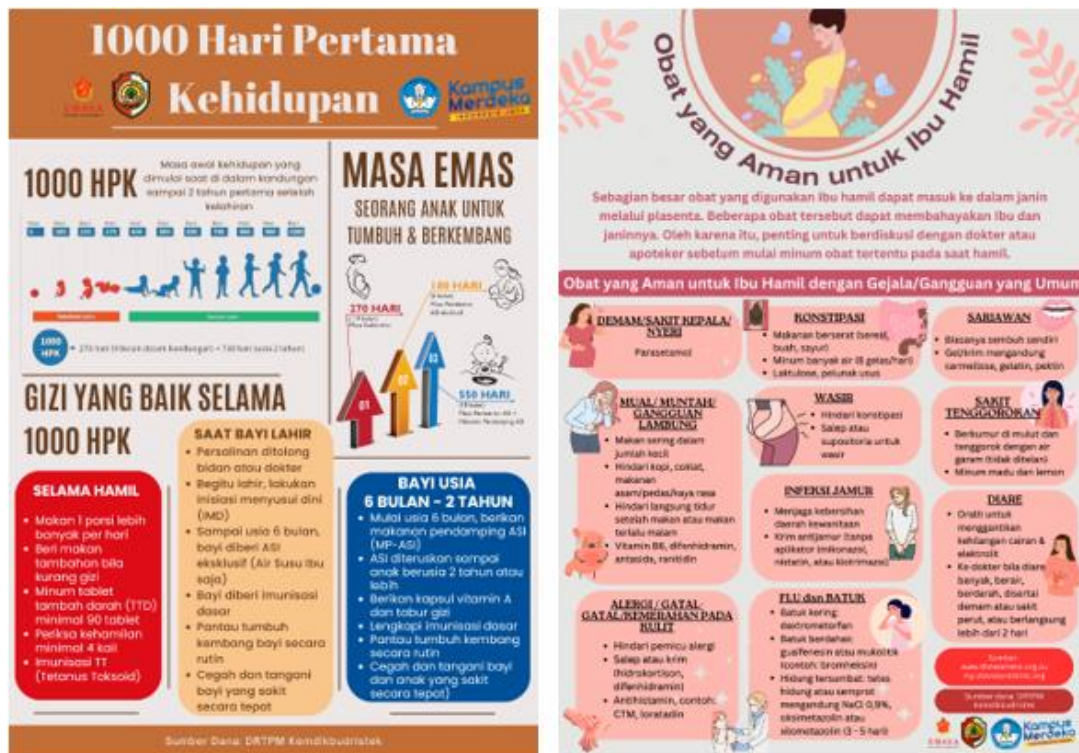 1000 Hari Pertama
Kehidupan
Kampus
Merdeka
INDONESIA JAYA
1000 HPK
Masa awal kehidupan yang
dimulai saat di dalam kandungan
sampai 2 tahun pertama setelah
kelahiran
1000
HPK
MASA EMAS
SEORANG ANAK UNTUK
TUMBUH & BERKEMBANG
270 HARI
180 HARI
550 HARI
01
02
03
GIZI YANG BAIK SELAMA
1000 HPK
SELAMA HAMIL
• Makan 1 porsi lebih
banyak per hari
• Beri makan
tambahan bila
kurang gizi
• Minum tablet
tambah darah (TTD)
minimal 90 tablet
• Periksa kehamilan
minimal 4 kali
• Imunisasi TT
(Tetanus Toksoid)
SAAT BAYI LAHIR
• Persalinan ditolong
bidan atau dokter
• Begitu lahir, lakukan
inisiasi menyusui dini
(IMD)
• Sampai usia 6 bulan,
bayi diberi ASI
eksklusif (Air Susu Ibu
saja)
• Bayi diberi imunisasi
dasar
• Pantau tumbuh
kembang bayi secara
rutin
• Cegah dan tangani
bayi yang sakit
secara tepat
BAYI USIA
6 BULAN - 2 TAHUN
• Mulai usia 6 bulan, berikan
makanan pendamping ASI
(MP-ASI)
• ASI diteruskan sampai
anak berusia 2 tahun atau
lebih
• Berikan kapsul vitamin A
dan tabur gizi
• Lengkapi imunisasi dasar
• Pantau tumbuh kembang
secara rutin
• Cegah dan tangani bayi
dan anak yang sakit
secara tepat
Sumber Dana: DRTPM Kemdikbudristek
Obat yang Aman untuk Ibu Hamil
Sebagian besar obat yang digunakan ibu hamil dapat masuk ke dalam janin
melalui plasenta. Beberapa obat tersebut dapat membahayakan ibu dan
janinnya. Oleh karena itu, penting untuk berdiskusi dengan dokter atau
apoteker sebelum mulai minum obat tertentu pada saat hamil.
Obat yang Aman untuk Ibu Hamil dengan Gejala/Gangguan yang Umum
DEMAM/SAKIT KEPALA/
NYERI
Parasetamol
MUAL/ MUNTAH/
GANGGUAN
LAMBUNG
• Makan sering dalam
jumlah kecil
• Hindari kopi, coklat,
makanan
asam/pedas/kaya rasa
• Hindari langsung tidur
setelah makan atau makan
terlalu malam
• Vitamin B6, difenhidramin,
antasida, ranitidin
ALERGI / GATAL-
GATAL/KEMERAHAN PADA
KULIT
• Hindari pemicu alergi
• Salep atau krim
(hidrokortison,
difenhidramin)
• Antihistamin, contoh:
CTM, loratadin
KONSTIPASI
• Makanan berserat (sereal,
buah, sayur)
• Minum banyak air (8 gelas/hari)
• Laktulose, pelunak usus
WASIR
• Hindari konstipasi
• Salep atau
supositoria untuk
wasir
INFEKSI JAMUR
• Menjaga kebersihan
daerah kewanitaan
• Krim antijamur (tanpa
aplikator (mikonazol,
nistatin, atau klotrimazol)
FLU dan BATUK
• Batuk kering:
dextrometorfan
• Batuk berdahak:
guaifenesin atau mukolitik
(contoh: bromheksin)
• Hidung tersumbat: tetes
hidung atau semprot
mengandung NaCl 0,9%,
oksimetazolin atau
xilometazolin (3 - 5 hari)
SARIAWAN
• Biasanya sembuh sendiri
• Gel/krim mengandung
carmellose, gelatin, pektin
SAKIT
TENGGOROKAN
• Berkumur di mulut dan
tenggorok dengan air
garam (tidak ditelan)
• Minum madu dan lemon
DIARE
• Oralit untuk
menggantikan
kehilangan cairan &
elektrolit
• Ke dokter bila diare
banyak, berair,
berdarah, disertai
demam atau sakit
perut, atau berlangsung
lebih dari 2 hari
Sumber:
Sumber dana: DRTPM
Kemdikbudristek
Kampus
Merdeka